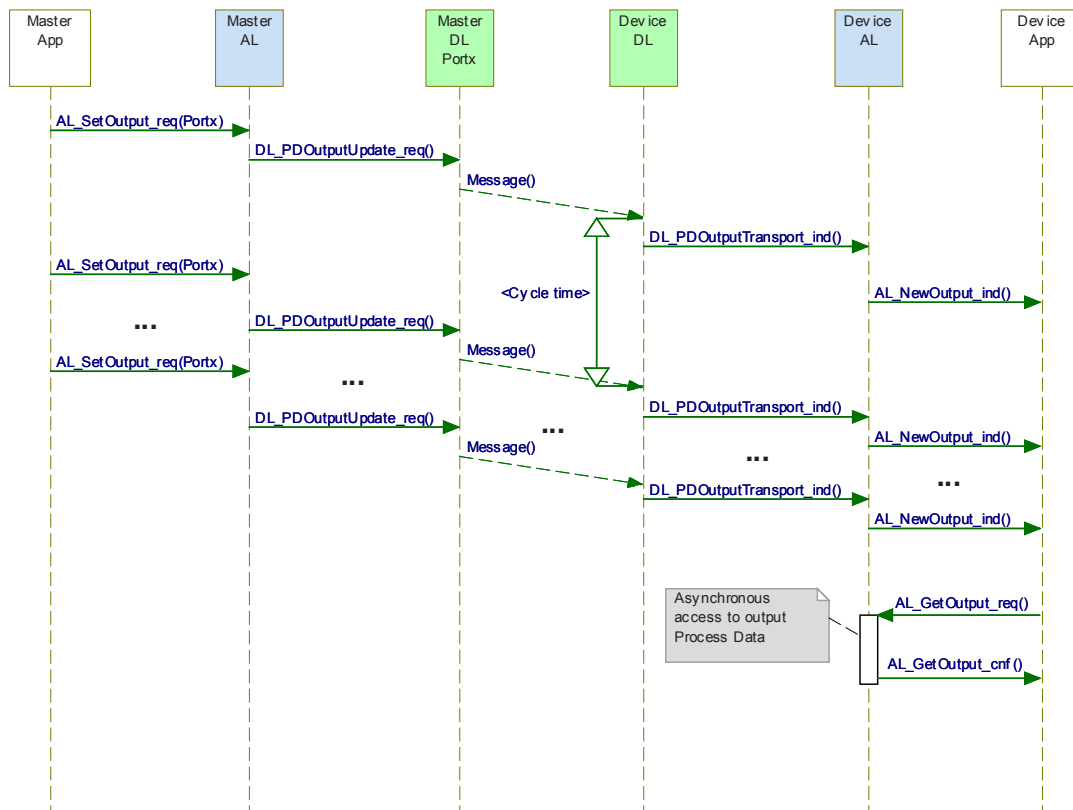 Master
App
Master
AL
Master
DL
Portx
Device
DL
Device
AL
Device
App
AL_SetOutput_req(Portx)
DL_PDOutputUpdate_req()
Message()
DL_PDOutputTransport_ind()
AL_SetOutput_req(Portx)
<Cycle time>
AL_NewOutput_ind()
...
DL_PDOutputUpdate_req()
Message()
AL_SetOutput_req(Portx)
...
DL_PDOutputTransport_ind()
DL_PDOutputUpdate_req()
...
AL_NewOutput_ind()
Message()
...
...
DL_PDOutputTransport_ind()
AL_NewOutput_ind()
Asynchronous
access to output
Process Data
AL_GetOutput_req()
AL_GetOutput_cnf()